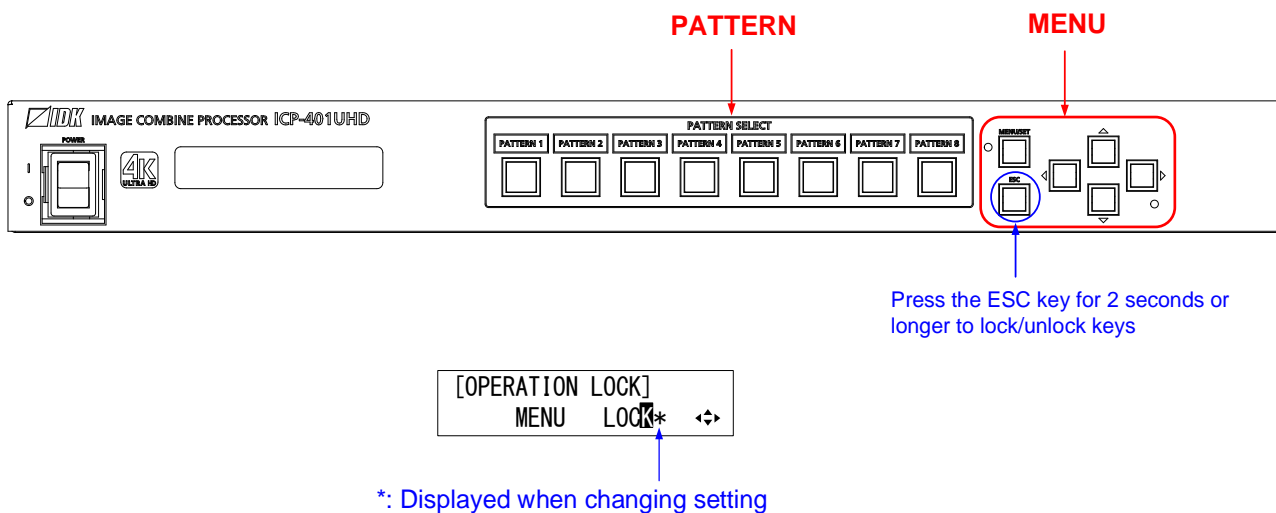 PATTERN MENU
IDK IMAGE COMBINE PROCESSOR ICP-401UHD
POWER
I
O
4K
ULTRA HD
PATTERN SELECT
PATTERN 1 PATTERN 2 PATTERN 3 PATTERN 4 PATTERN 5 PATTERN 6 PATTERN 7 PATTERN 8
MENU/SET
ESC
Press the ESC key for 2 seconds or
longer to lock/unlock keys
[OPERATION LOCK]
MENU LOCK*
*: Displayed when changing setting